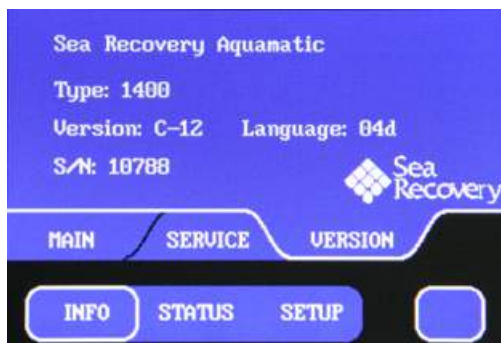 Sea Recovery Aquamatic
Type: 1400
Version: C-12 Language: 04d
S/N: 10788
Sea
Recovery
MAIN SERVICE VERSION
INFO STATUS SETUP